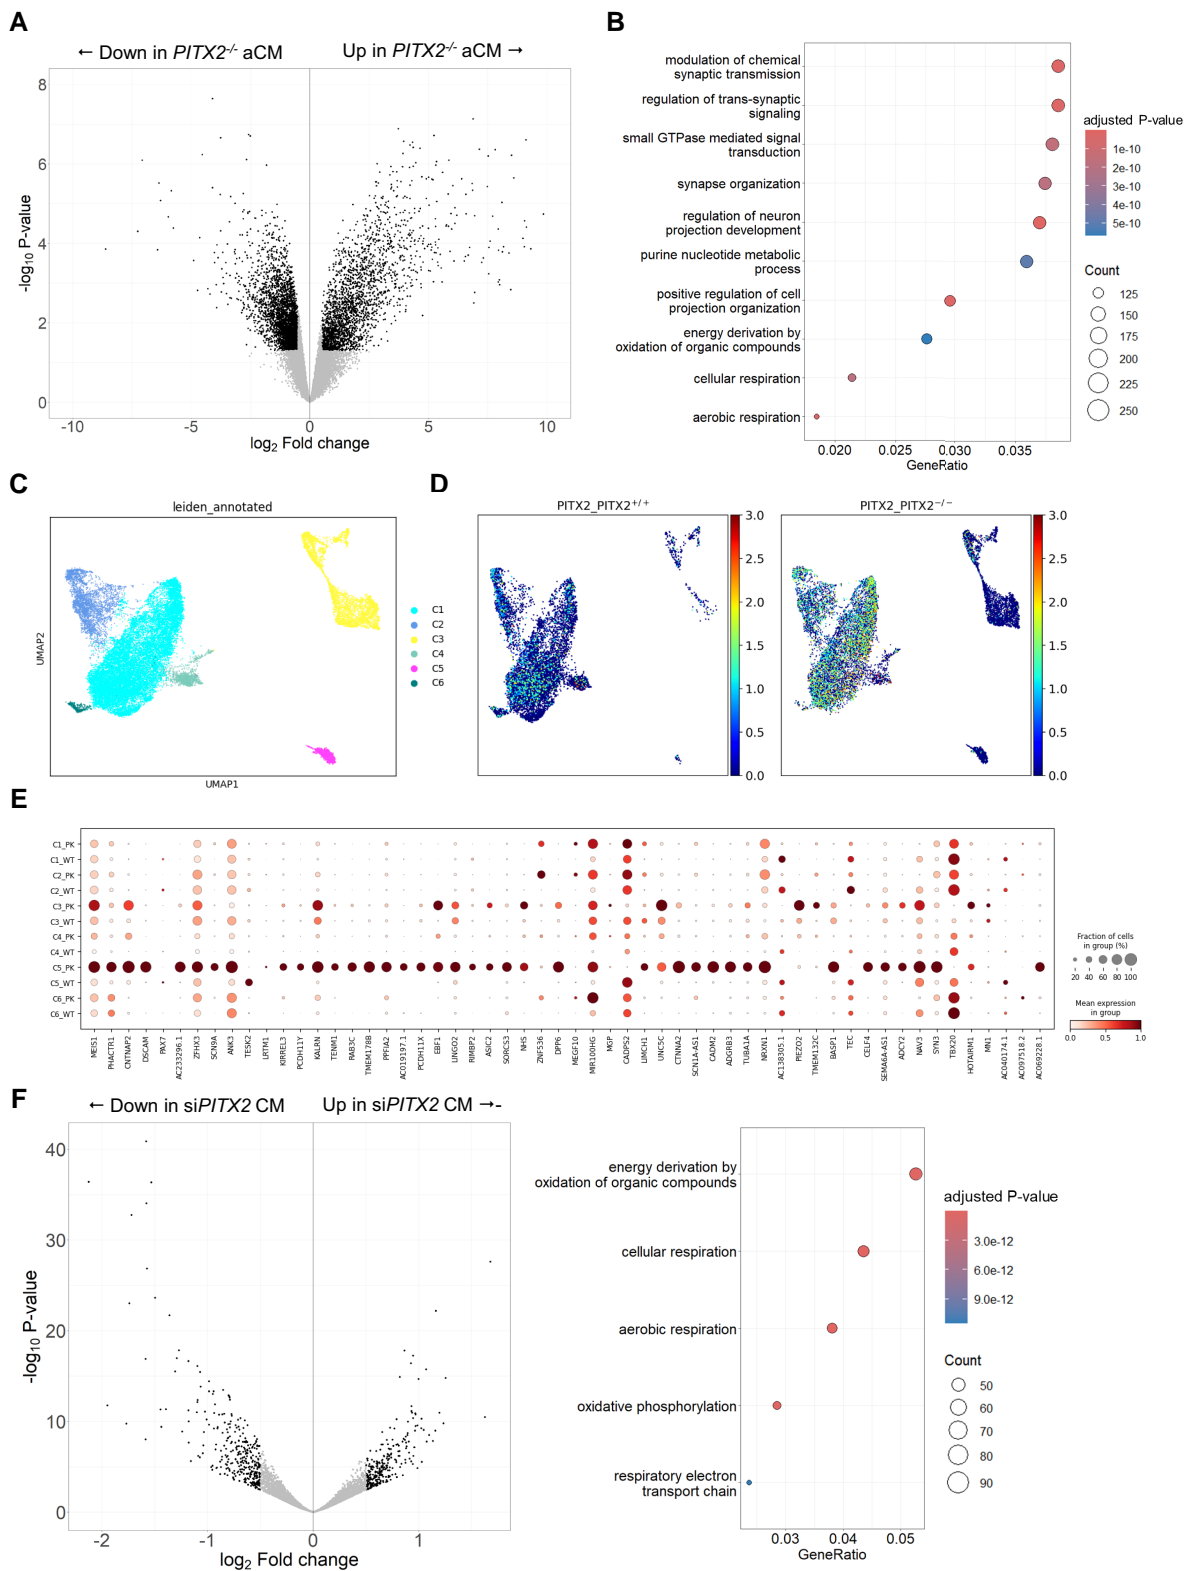 A
← Down in PITX2-/- aCM
Up in PITX2-/- aCM →
8
6
4
2
0
-10
-5
0
5
10
-log10 P-value
log2 Fold change
B
modulation of chemical
synaptic transmission
regulation of trans-synaptic
signaling
small GTPase mediated signal
transduction
synapse organization
regulation of neuron
projection development
purine nucleotide metabolic
process
positive regulation of cell
projection organization
energy derivation by
oxidation of organic compounds
cellular respiration
aerobic respiration
0.020
0.025
0.030
0.035
GeneRatio
adjusted P-value
1e-10
2e-10
3e-10
4e-10
5e-10
Count
125
150
175
200
225
250
C
leiden_annotated
UMAP2
UMAP1
C1
C2
C3
C4
C5
C6
D
PITX2_PITX2+/+
3.0
2.5
2.0
1.5
1.0
0.5
0.0
PITX2_PITX2−/−
3.0
2.5
2.0
1.5
1.0
0.5
0.0
E
C1_PK
C1_WT
C2_PK
C2_WT
C3_PK
C3_WT
C4_PK
C4_WT
C5_PK
C5_WT
C6_PK
C6_WT
MEIS1
PHACTR1
CNTNAP2
DSCAM
PAX7
AC233296.1
ZFHX3
SCN9A
ANK3
TESK2
LRTM1
KIRREL3
PCDH11Y
KALRN
TENM1
RAB3C
TMEM178B
PPFIA2
AC019197.1
PCDH11X
EBF1
LINGO2
RIMBP2
ASIC2
SORCS3
NHS
ZNF536
DPP6
MEGF10
MIR100HG
MGP
CADPS2
LIMCH1
UNC5C
CTNNA2
SCN1A-AS1
CADM2
ADGRB3
TUBA1A
NRXN1
AC138305.1
PIEZO2
TMEM132C
BASP1
TEC
CELF4
SEMA6A-AS1
ADCY2
NAV3
SYN3
TBX20
HOTAIRM1
MN1
AC040174.1
AC097518.2
AC069228.1
Fraction of cells
in group (%)
20 40 60 80 100
Mean expression
in group
0.0
0.5
1.0
F
← Down in siPITX2 CM
Up in siPITX2 CM →-
40
30
20
10
0
-2
-1
0
1
-log10 P-value
log2 Fold change
energy derivation by
oxidation of organic compounds
cellular respiration
aerobic respiration
oxidative phosphorylation
respiratory electron
transport chain
0.03
0.04
0.05
GeneRatio
adjusted P-value
3.0e-12
6.0e-12
9.0e-12
Count
50
60
70
80
90